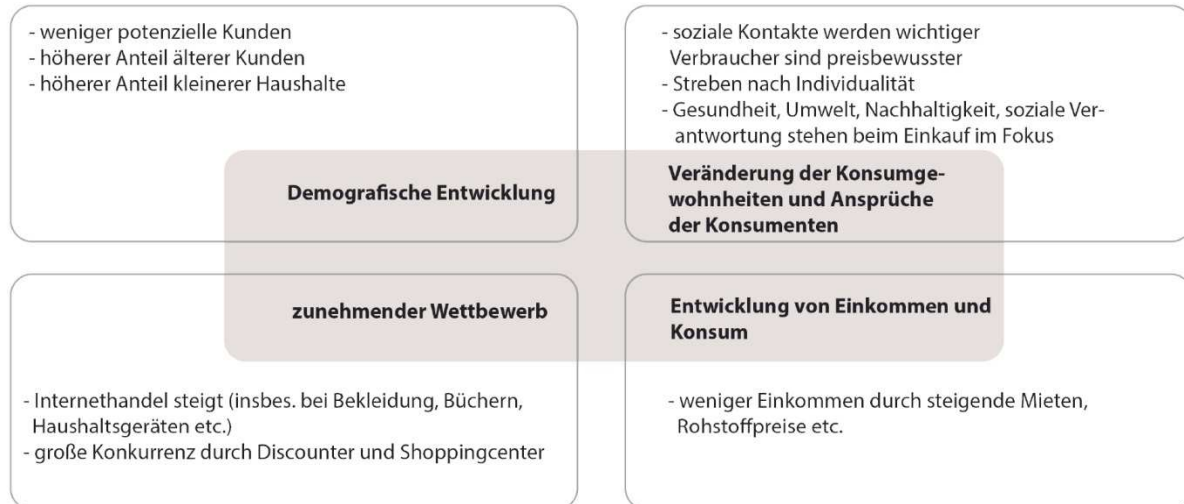 - weniger potenzielle Kunden
- höherer Anteil älterer Kunden
- höherer Anteil kleinerer Haushalte
Demografische Entwicklung
- soziale Kontakte werden wichtiger
Verbraucher sind preisbewusster
- Streben nach Individualität
- Gesundheit, Umwelt, Nachhaltigkeit, soziale Ver-
antwortung stehen beim Einkauf im Fokus
Veränderung der Konsumge-
wohnheiten und Ansprüche
der Konsumenten
zunehmender Wettbewerb
- Internethandel steigt (insbes. bei Bekleidung, Büchern,
Haushaltsgeräten etc.)
- große Konkurrenz durch Discounter und Shoppingcenter
Entwicklung von Einkommen und
Konsum
- weniger Einkommen durch steigende Mieten,
Rohstoffpreise etc.